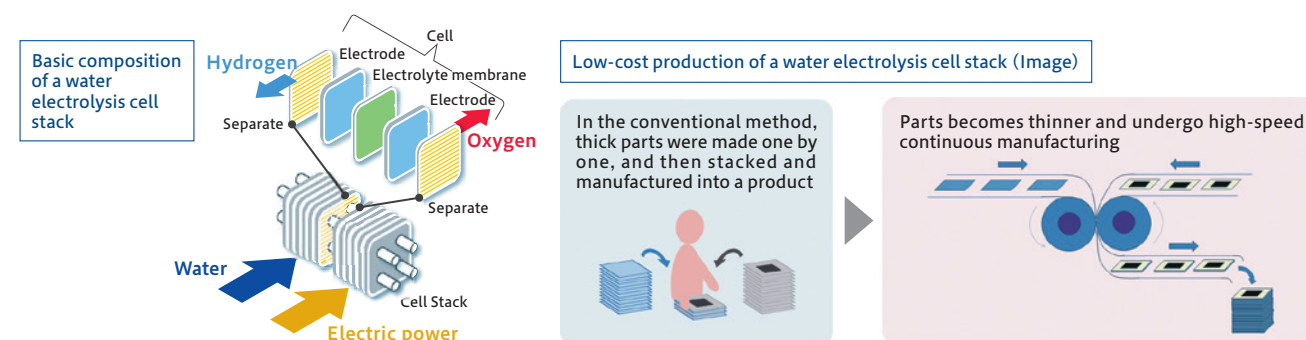 Basic composition
of a water
electrolysis cell
stack
Cell
Electrode
Hydrogen
Electrolyte membrane
Electrode
Oxygen
Separate
Separate
Water
Cell Stack
Electric power
Low-cost production of a water electrolysis cell stack (Image)
In the conventional method,
thick parts were made one by
one, and then stacked and
manufactured into a product
Parts becomes thinner and undergo high-speed
continuous manufacturing